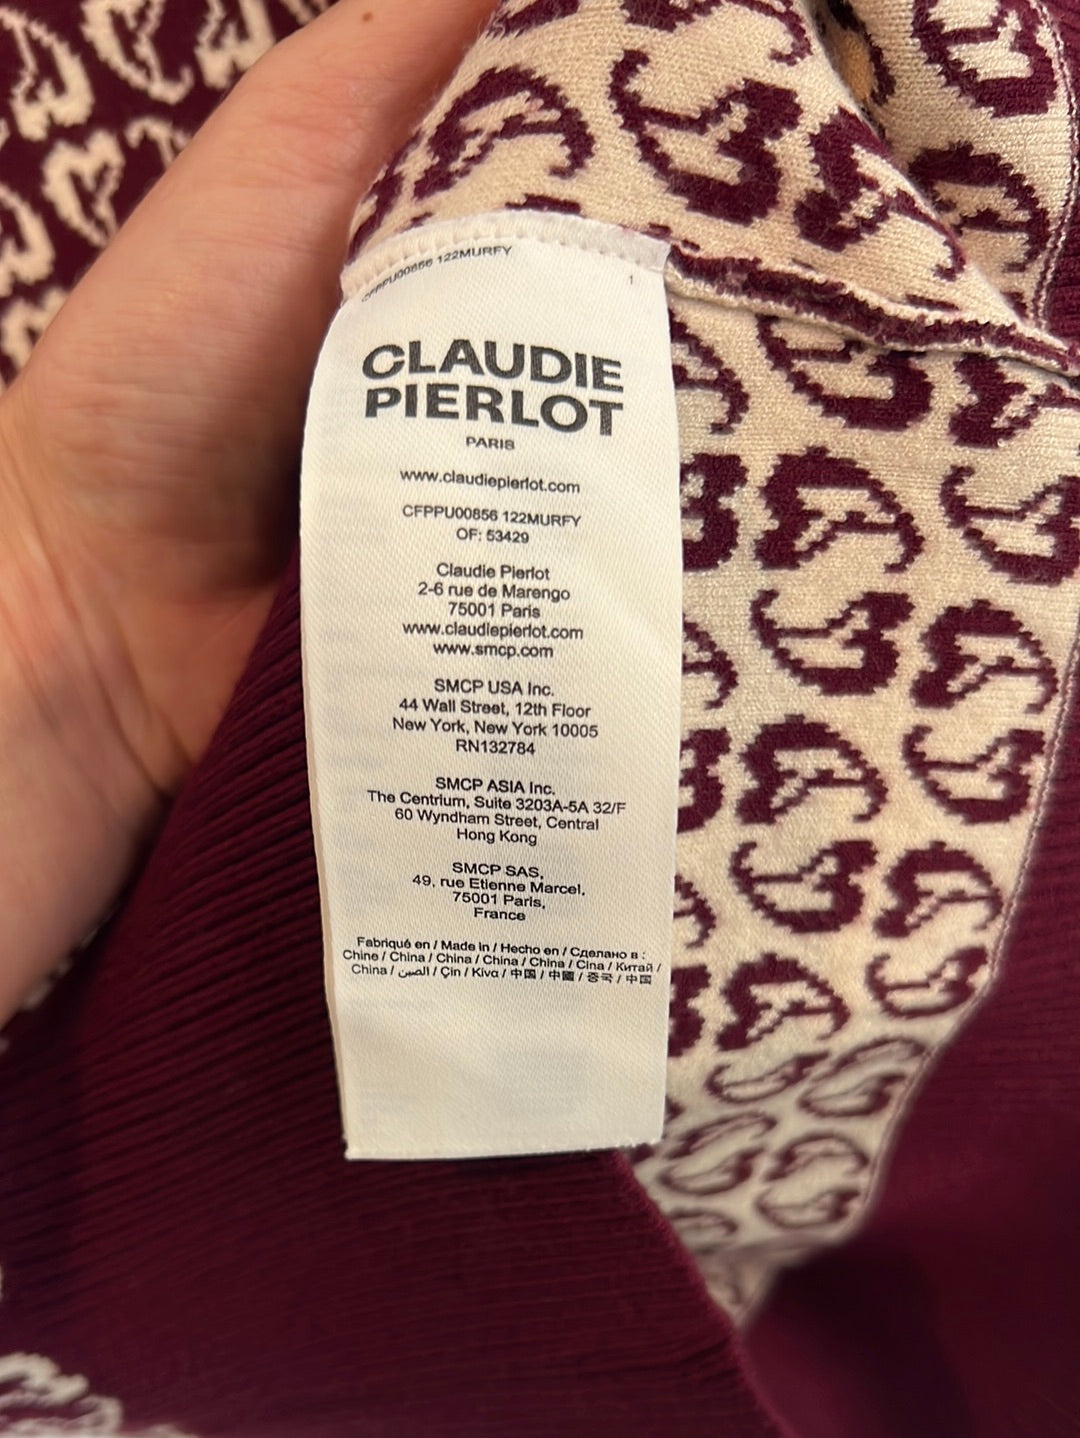 CFPPU00856 122MURFY
1
CLAUDIE
PIERLOT
PARIS
www.claudiepierlot.com
CFPPU00856 122MURFY
OF: 53429
Claudie Pierlot
2-6 rue de Marengo
75001 Paris
www.claudiepierlot.com
www.smcp.com
SMCP USA Inc.
44 Wall Street, 12th Floor
New York, New York 10005
RN132784
SMCP ASIA Inc.
The Centrium, Suite 3203A-5A 32/F
60 Wyndham Street, Central
Hong Kong
SMCP SAS,
49, rue Etienne Marcel,
75001 Paris,
France
Fabriqué en / Made in / Hecho en / Сделано в :
Chine / China / China / China / China / Cina / Китай /
China / الصين / Çin / Κίνα / 中国 / 中國 / 중국 / 中国